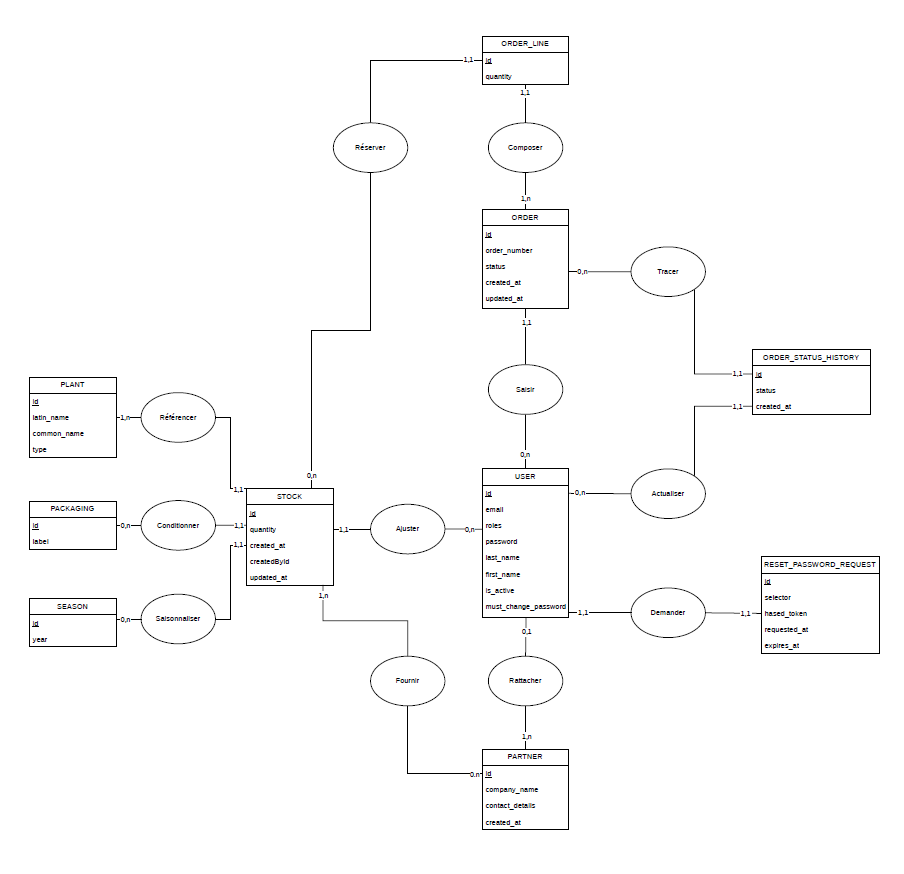 ORDER_LINE
id
quantity
1,1
1,1
Réserver
Composer
1,n
ORDER
id
order_number
status
created_at
updated_at
0,n
Tracer
1,1
ORDER_STATUS_HISTORY
id
status
created_at
1,1
1,1
Saisir
0,n
PLANT
id
latin_name
common_name
type
1,n
Référencer
1,1
0,n
PACKAGING
id
label
0,n
Conditionner
1,1
SEASON
id
year
0,n
Saisonnaliser
1,1
STOCK
id
quantity
created_at
createdById
updated_at
1,1
Ajuster
0,n
USER
id
email
roles
password
last_name
first_name
is_active
must_change_password
0,n
Actualiser
1,1
Demander
1,1
RESET_PASSWORD_REQUEST
id
selector
hased_token
requested_at
expires_at
1,n
Fournir
0,n
0,1
Rattacher
1,n
PARTNER
id
company_name
contact_details
created_at